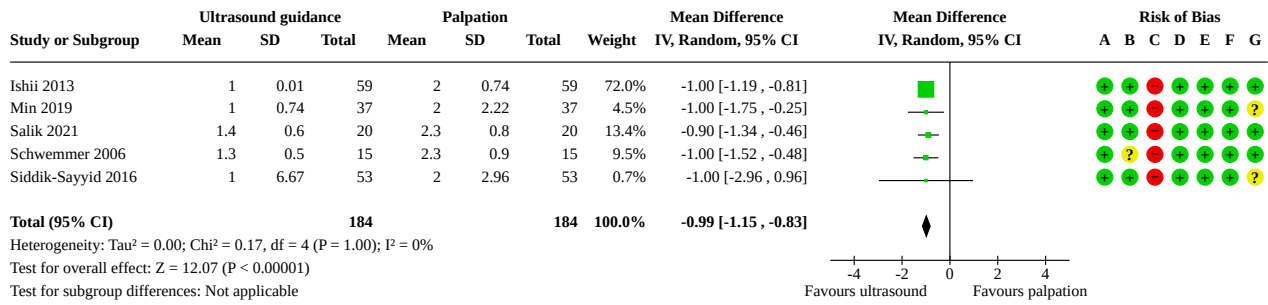 Ultrasound guidance Palpation Mean Difference Mean Difference Risk of Bias
Study or Subgroup Mean SD Total Mean SD Total Weight IV, Random, 95% CI IV, Random, 95% CI A B C D E F G
Ishii 2013 1 0.01 59 2 0.74 59 72.0% -1.00 [-1.19 , -0.81] + + − + + + +
Min 2019 1 0.74 37 2 2.22 37 4.5% -1.00 [-1.75 , -0.25] + + − + + + ?
Salik 2021 1.4 0.6 20 2.3 0.8 20 13.4% -0.90 [-1.34 , -0.46] + + − + + + +
Schwemmer 2006 1.3 0.5 15 2.3 0.9 15 9.5% -1.00 [-1.52 , -0.48] + ? − + + + +
Siddik-Sayyid 2016 1 6.67 53 2 2.96 53 0.7% -1.00 [-2.96 , 0.96] + + − + + + ?
Total (95% CI) 184 184 100.0% -0.99 [-1.15 , -0.83]
Heterogeneity: Tau² = 0.00; Chi² = 0.17, df = 4 (P = 1.00); I² = 0%
Test for overall effect: Z = 12.07 (P < 0.00001)
-4 -2 0 2 4
Test for subgroup differences: Not applicable Favours ultrasound Favours palpation